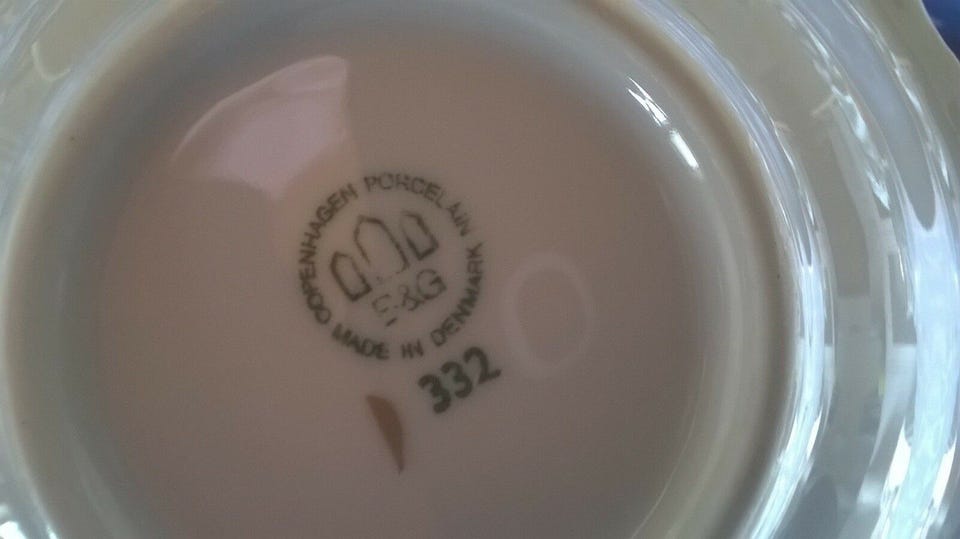 COPENHAGEN PORCELAIN
MADE IN DENMARK
B&G
332